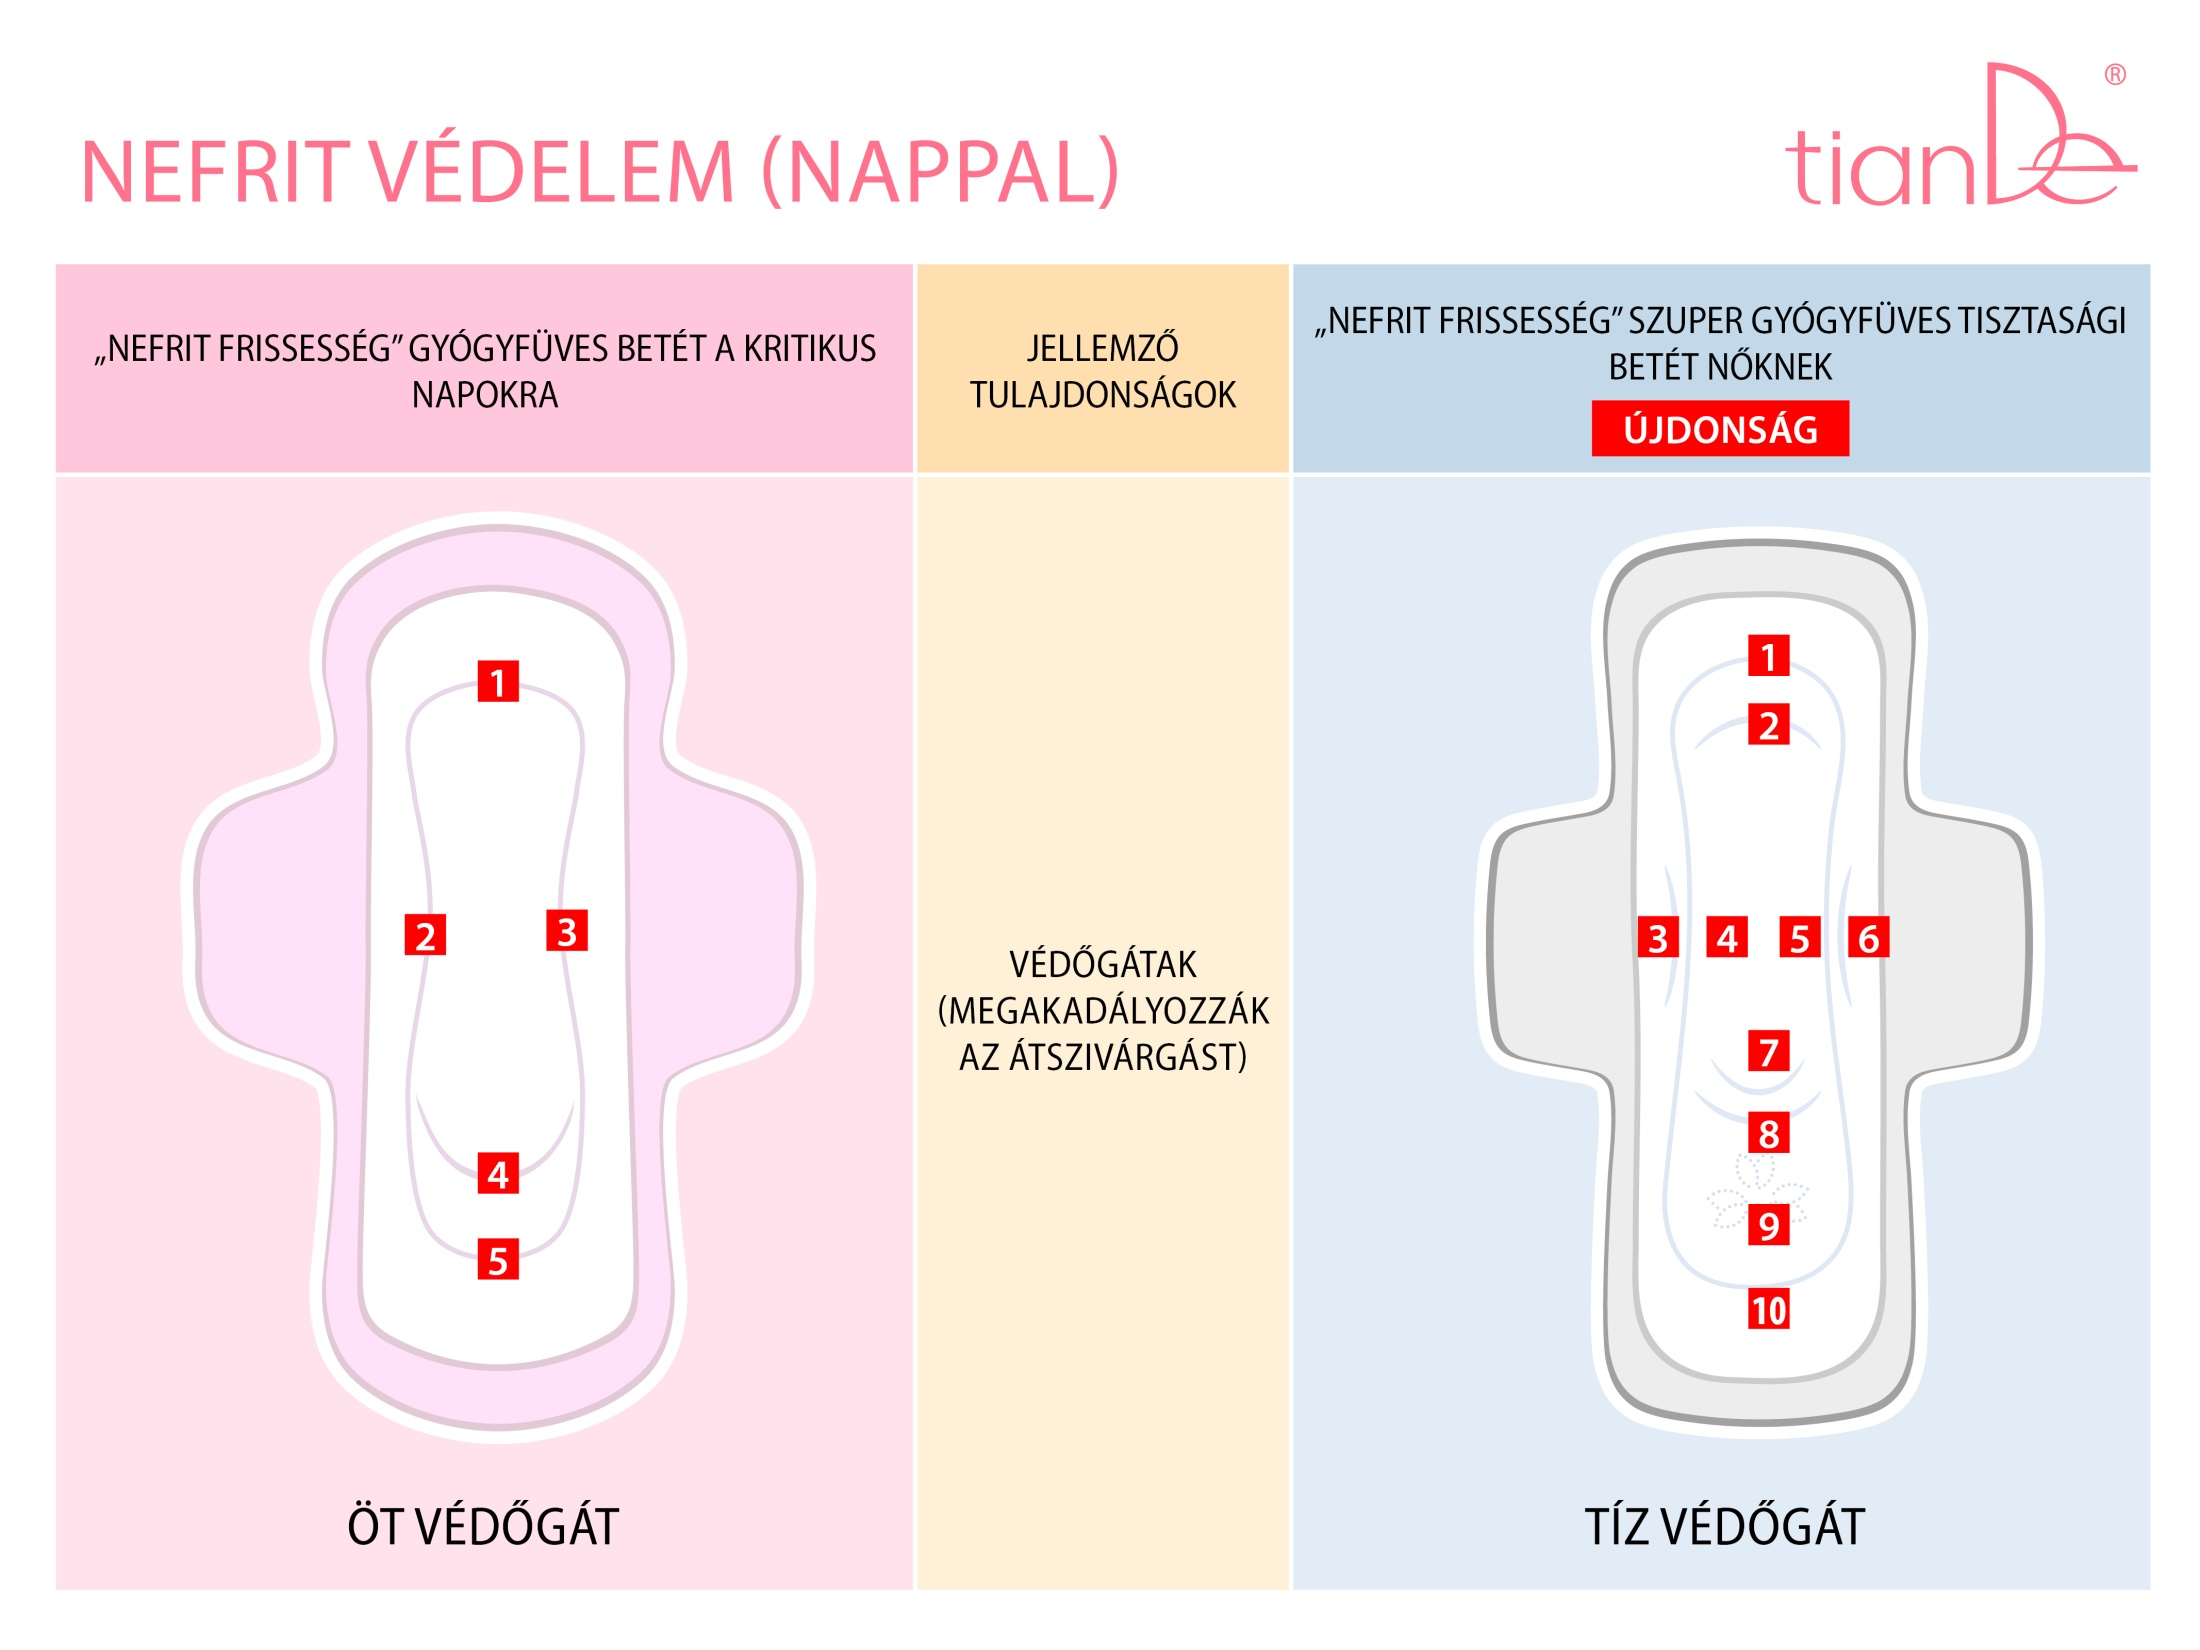 NEFRIT VÉDELEM (NAPPAL)
tianDe®
„NEFRIT FRISSESSÉG” GYÓGYFÜVES BETÉT A KRITIKUS
NAPOKRA
JELLEMZŐ
TULAJDONSÁGOK
„NEFRIT FRISSESSÉG” SZUPER GYÓGYFÜVES TISZTASÁGI
BETÉT NŐKNEK
ÚJDONSÁG
1
2 3
4
5
ÖT VÉDŐGÁT
VÉDŐGÁTAK
(MEGAKADÁLYOZZÁK
AZ ÁTSZIVÁRGÁST)
1
2
3 4 5 6
7
8
9
10
TÍZ VÉDŐGÁT